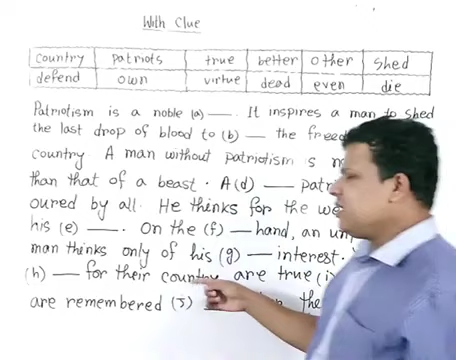 With Clue
country patriots true better other shed
defend own virtue dead even die
Patriotism is a noble (a) —. It inspires a man to shed
the last drop of blood to (b) — the
country. A man without patriotism is
than that of a beast. A (d) —
oured by all. He thinks for the
his (e) —. On the (f) — hand, an
man thinks only of his (g) — interest.
(h) — for their country are true (i)
are remembered (j) the